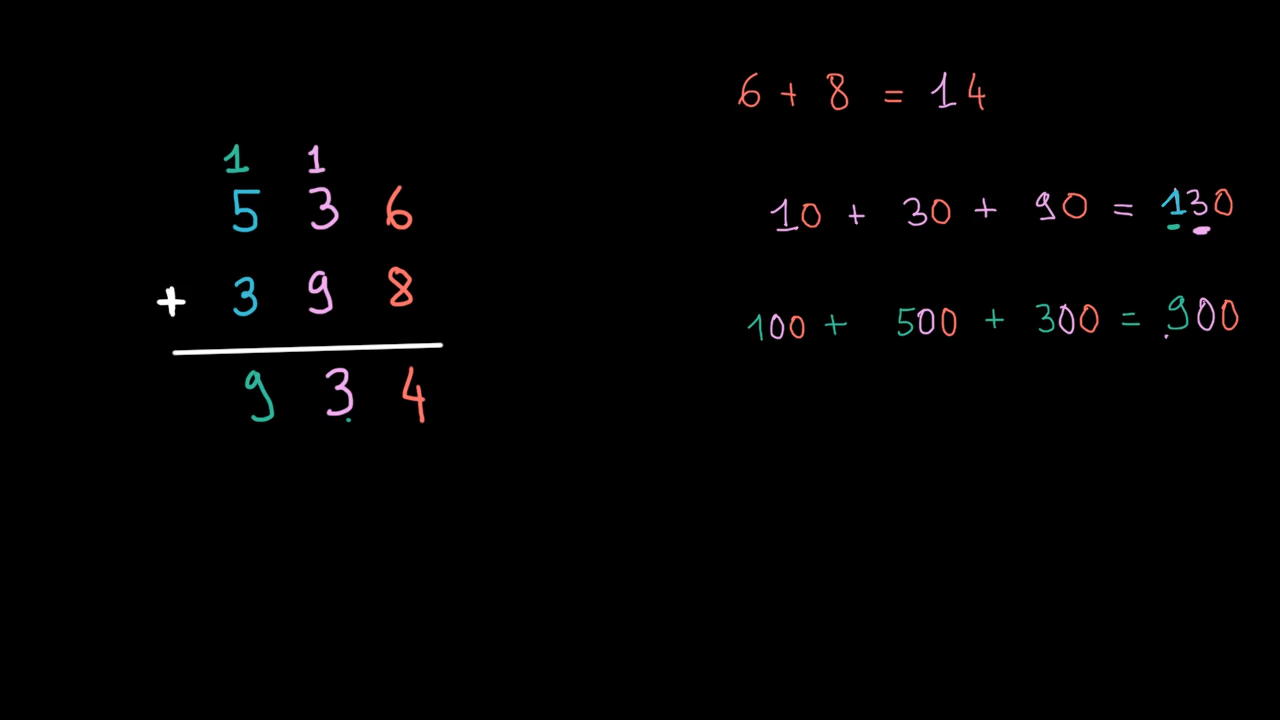 1 1
5 3 6
+ 3 9 8
9 3 4
6 + 8 = 14
10 + 30 + 90 = 130
100 + 500 + 300 = 900